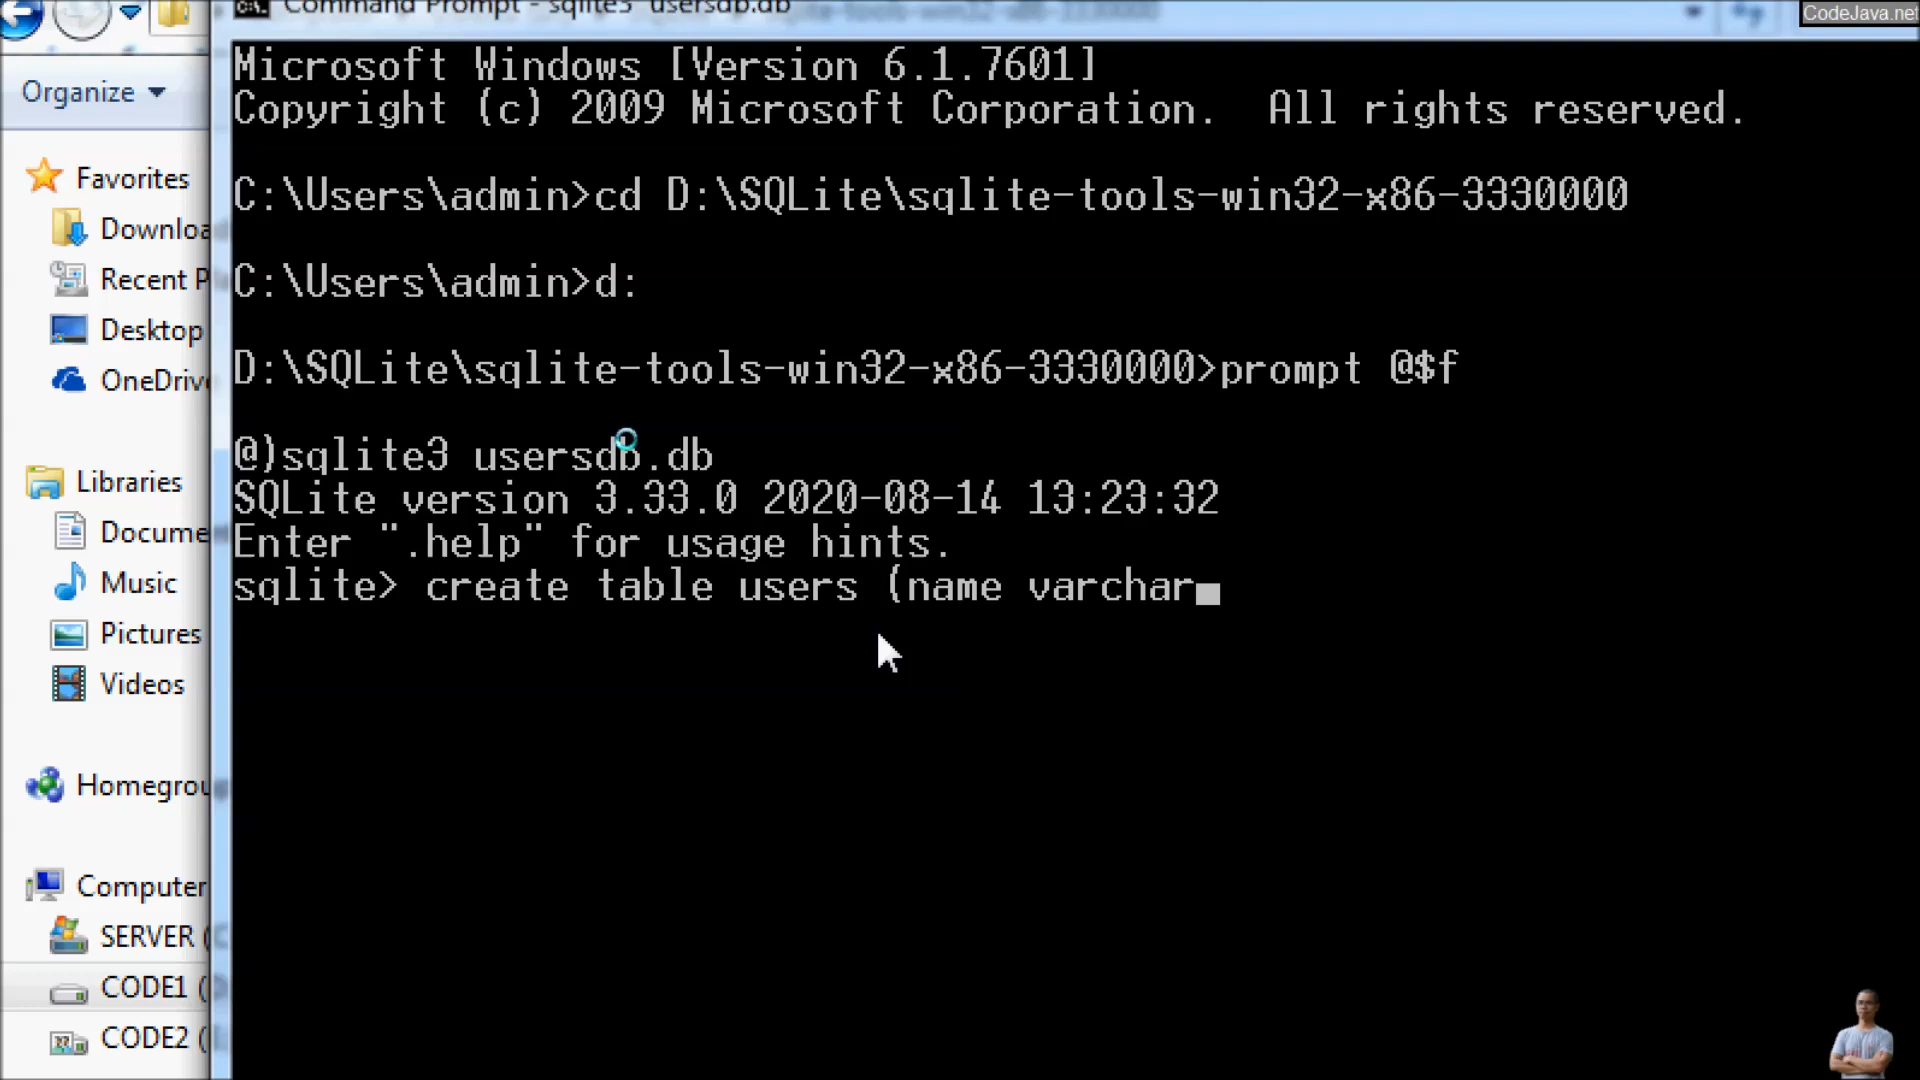 Command Prompt - sqlite3 usersdb.db
CodeJava.net
Organize
Microsoft Windows [Version 6.1.7601]
Copyright (c) 2009 Microsoft Corporation.  All rights reserved.
C:\Users\admin>cd D:\SQLite\sqlite-tools-win32-x86-3330000
C:\Users\admin>d:
D:\SQLite\sqlite-tools-win32-x86-3330000>prompt @$f
@)sqlite3 usersdb.db
SQLite version 3.33.0 2020-08-14 13:23:32
Enter ".help" for usage hints.
sqlite> create table users (name varchar
Favorites
Downloa
Recent P
Desktop
OneDrive
Libraries
Docume
Music
Pictures
Videos
Homegrou
Computer
SERVER (
CODE1 (
CODE2 (